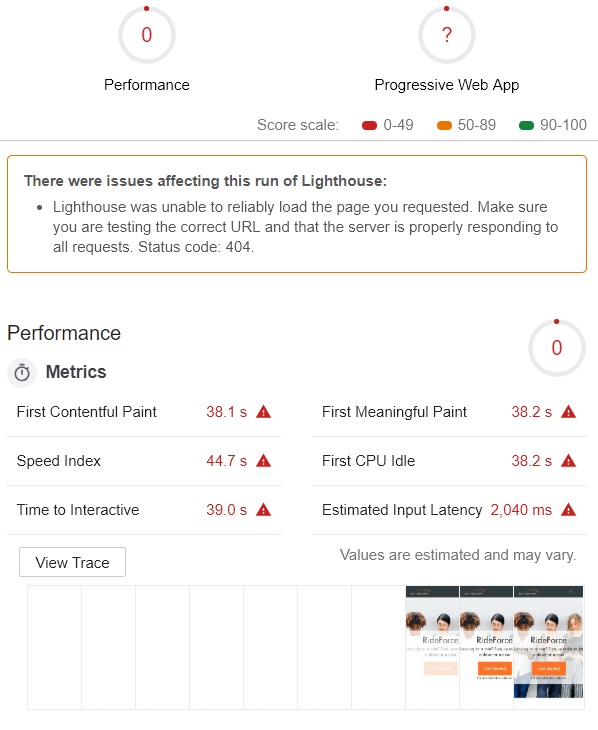 0
?
Performance
Progressive Web App
Score scale: 0-49 50-89 90-100
There were issues affecting this run of Lighthouse:
• Lighthouse was unable to reliably load the page you requested. Make sure
you are testing the correct URL and that the server is properly responding to
all requests. Status code: 404.
Performance
0
Metrics
First Contentful Paint 38.1 s
First Meaningful Paint 38.2 s
Speed Index 44.7 s
First CPU Idle 38.2 s
Time to Interactive 39.0 s
Estimated Input Latency 2,040 ms
View Trace
Values are estimated and may vary.
RideForce
RideForce
RideForce